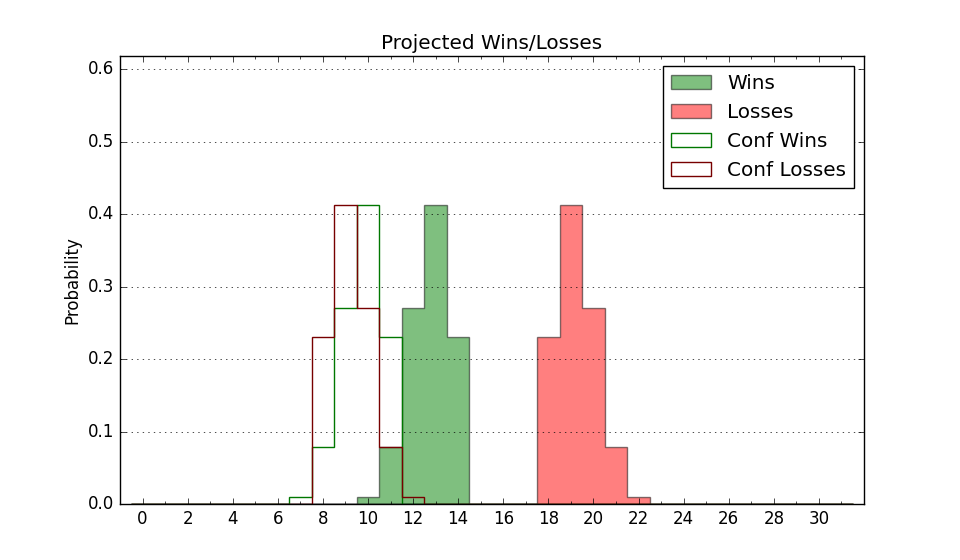 Projected Wins/Losses
0.6
0.5
0.4
0.3
0.2
0.1
0.0
Probability
Wins
Losses
Conf Wins
Conf Losses
0 2 4 6 8 10 12 14 16 18 20 22 24 26 28 30